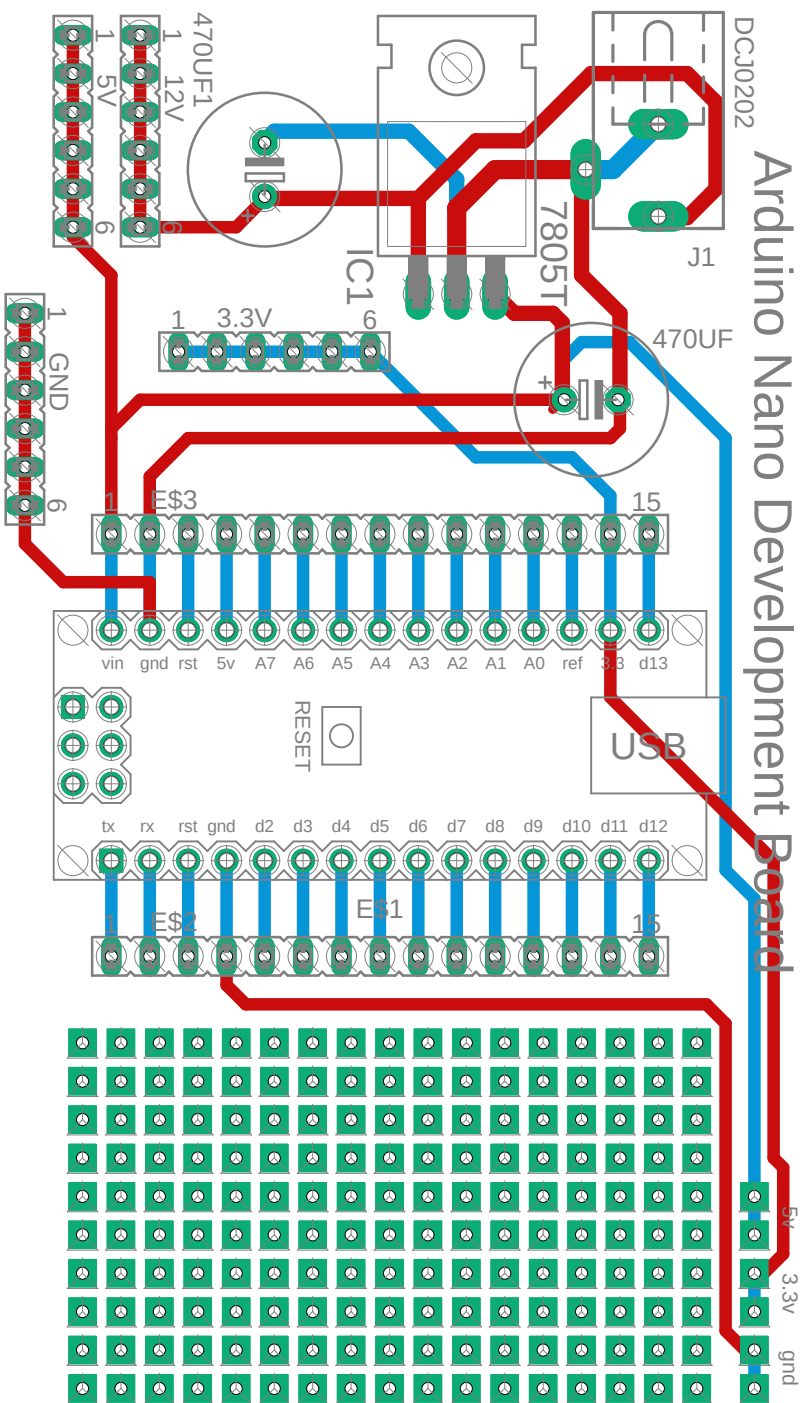 470UF1
DCJ0202
1
1
5V
12V
6
6
+
J1
7805T
IC1
Arduino Nano Development Board
1
GND
6
1
3.3V
6
470UF
+
1
E$3
15
vin gnd rst 5v A7 A6 A5 A4 A3 A2 A1 A0 ref 3.3 d13
RESET
USB
tx rx rst gnd d2 d3 d4 d5 d6 d7 d8 d9 d10 d11 d12
1
E$2
E$1
15
5v
3.3v
gnd